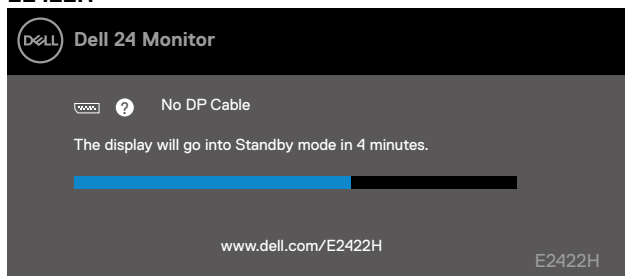 E2422H
DELL Dell 24 Monitor
? No DP Cable
The display will go into Standby mode in 4 minutes.
www.dell.com/E2422H
E2422H